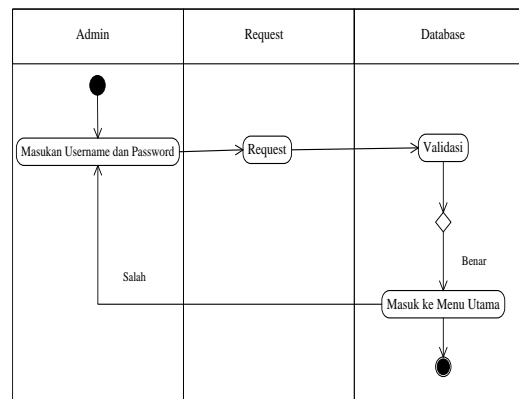 Admin
Request
Database
Masukan Username dan Password
Request
Validasi
Benar
Salah
Masuk ke Menu Utama